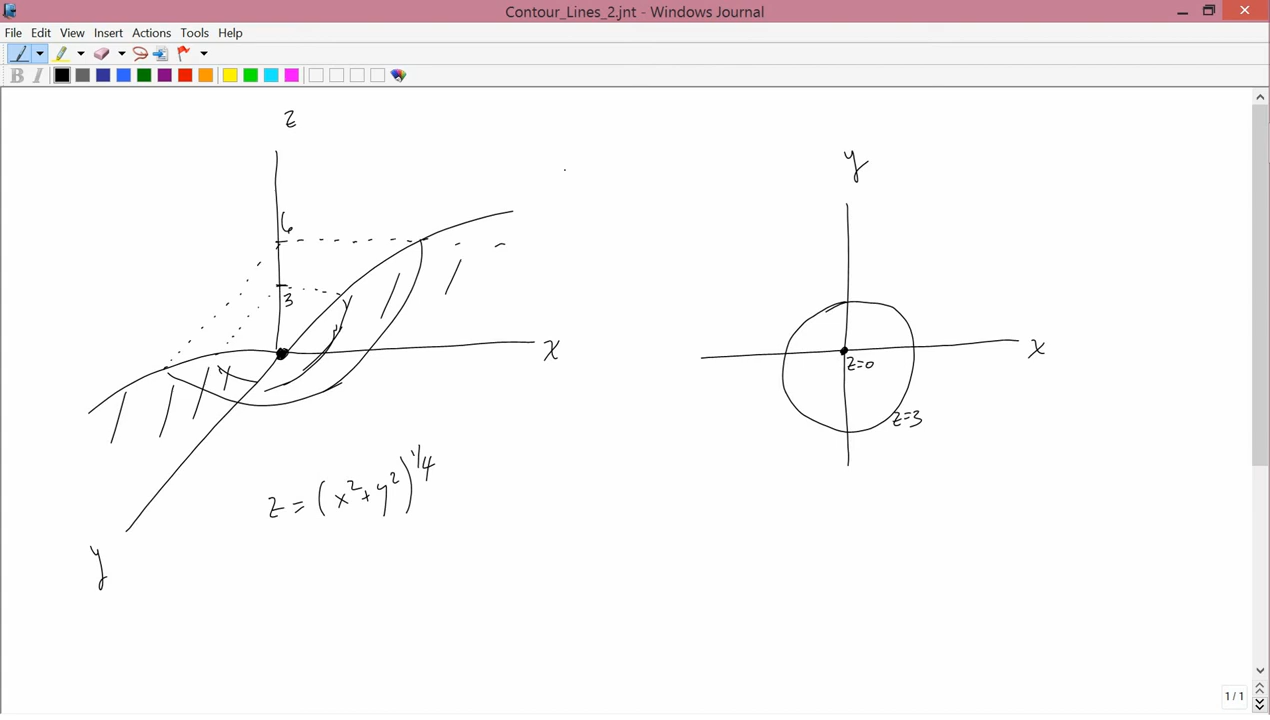 Contour_Lines_2.jnt - Windows Journal
File Edit View Insert Actions Tools Help
B I
z
y
6
3
x
x
z=0
z=3
z = (x²+y²)^1/4
y
1 / 1